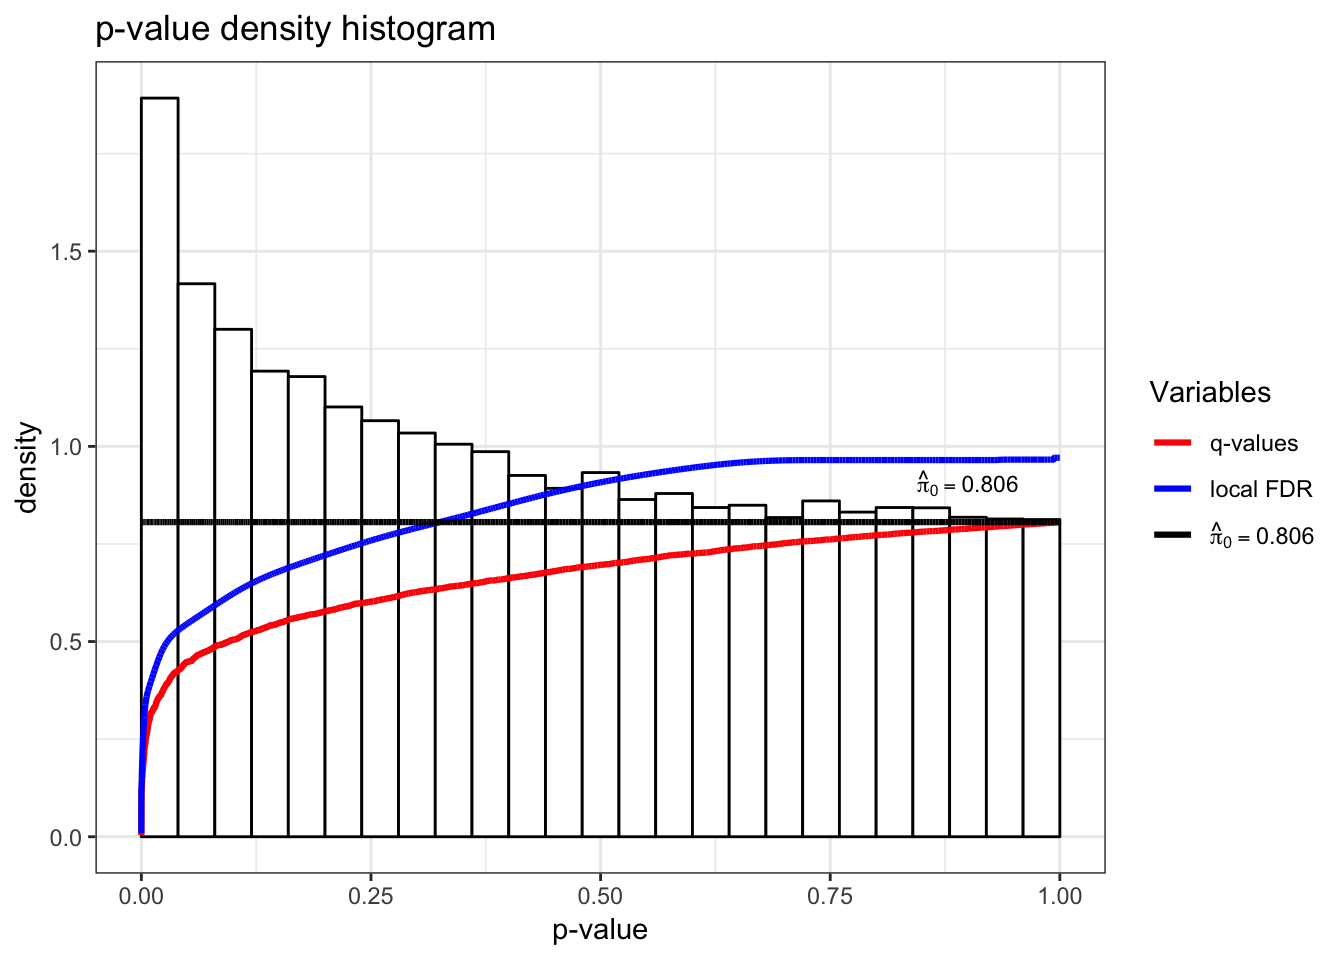 p-value density histogram
density
1.5
1.0
0.5
0.0
π̂₀ = 0.806
0.00 0.25 0.50 0.75 1.00
p-value
Variables
q-values
local FDR
π̂₀ = 0.806